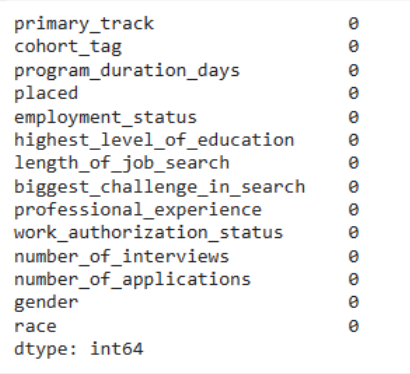 primary_track 0
cohort_tag 0
program_duration_days 0
placed 0
employment_status 0
highest_level_of_education 0
length_of_job_search 0
biggest_challenge_in_search 0
professional_experience 0
work_authorization_status 0
number_of_interviews 0
number_of_applications 0
gender 0
race 0
dtype: int64